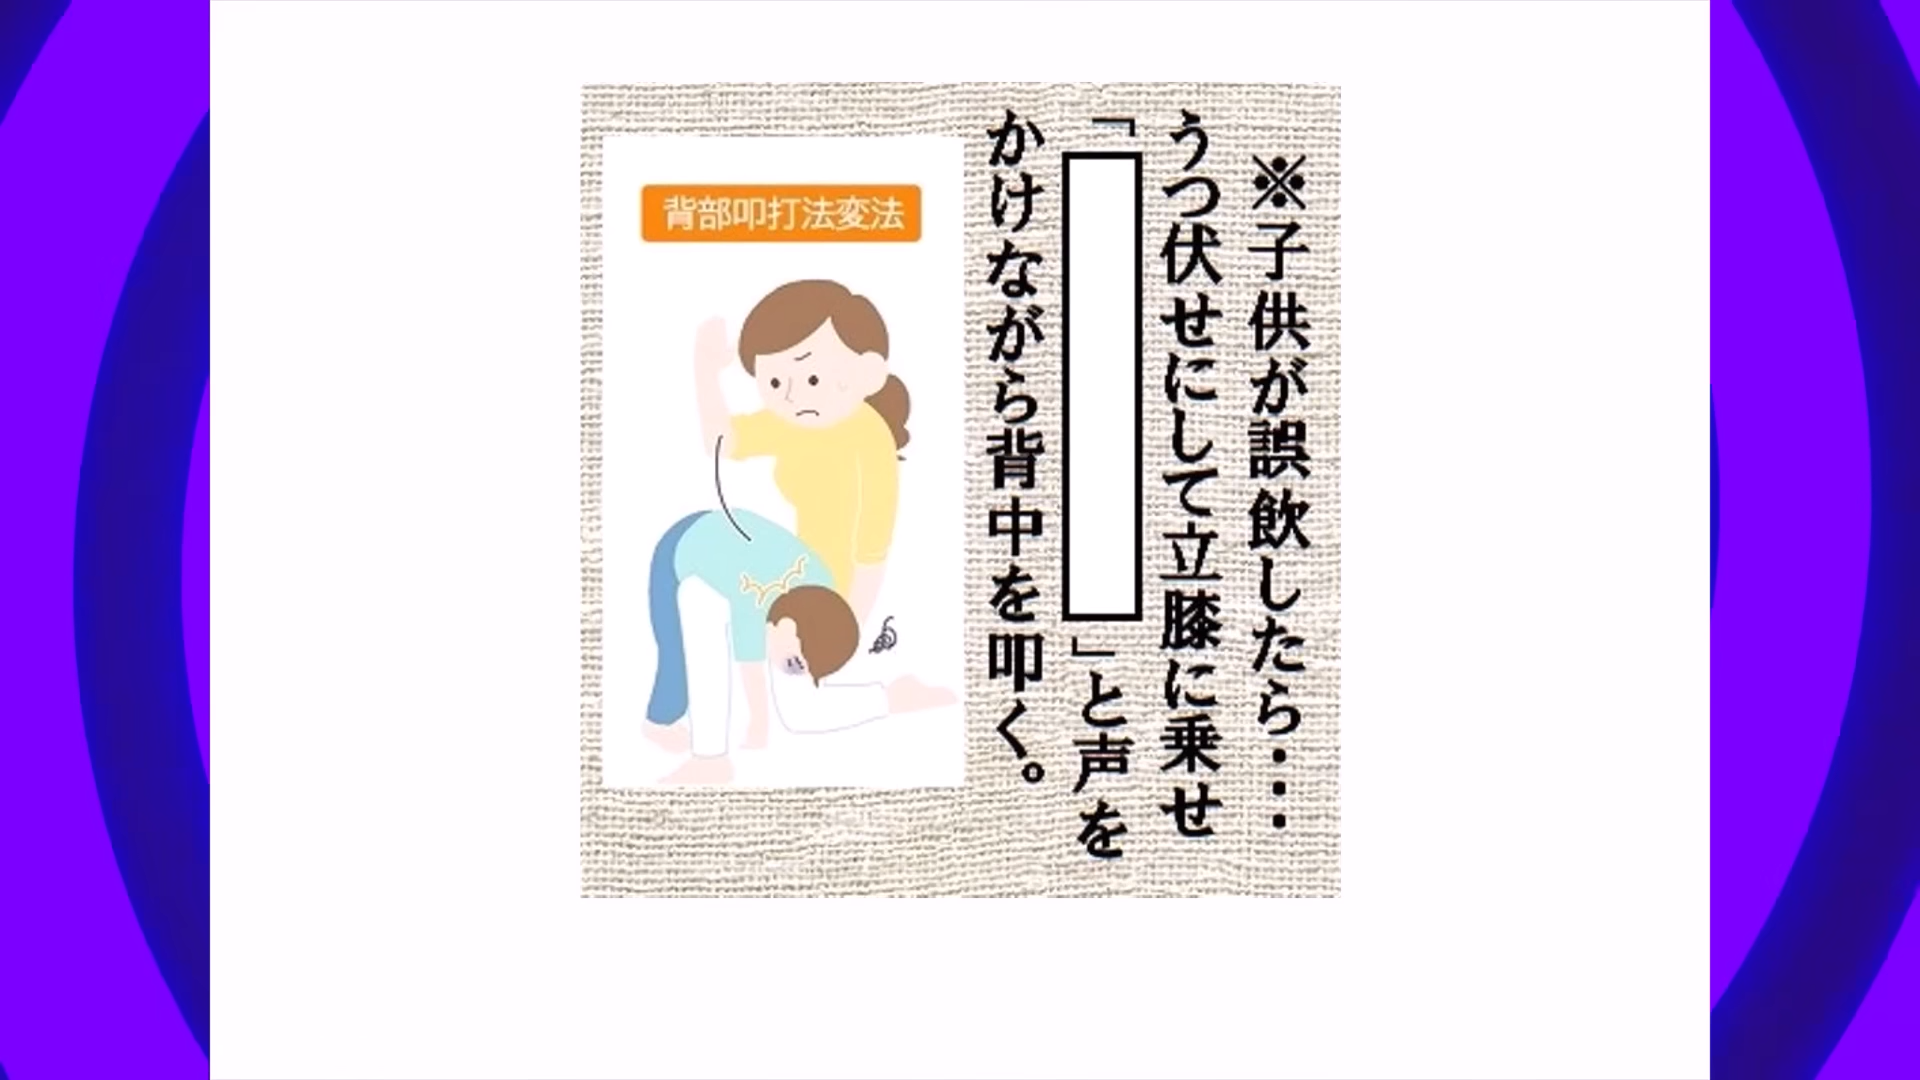 ※子供が誤飲したら・・・
うつ伏せにして立膝に乗せ
「　　　」と声を
かけながら背中を叩く。
背部叩打法変法